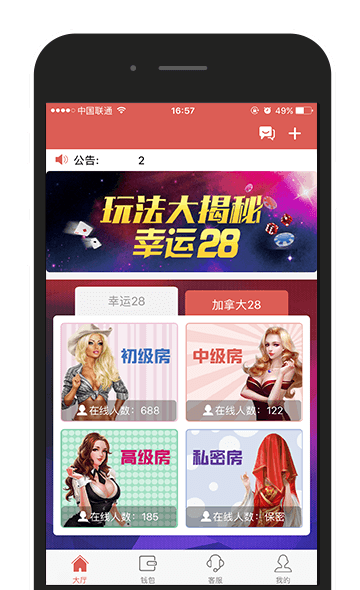 中国联通 16:57 49%
公告: 2
玩法大揭秘
幸运28
幸运28 加拿大28
初级房 中级房
在线人数：688 在线人数：122
高级房 私密房
在线人数：185 在线人数：保密
大厅 钱包 客服 我的